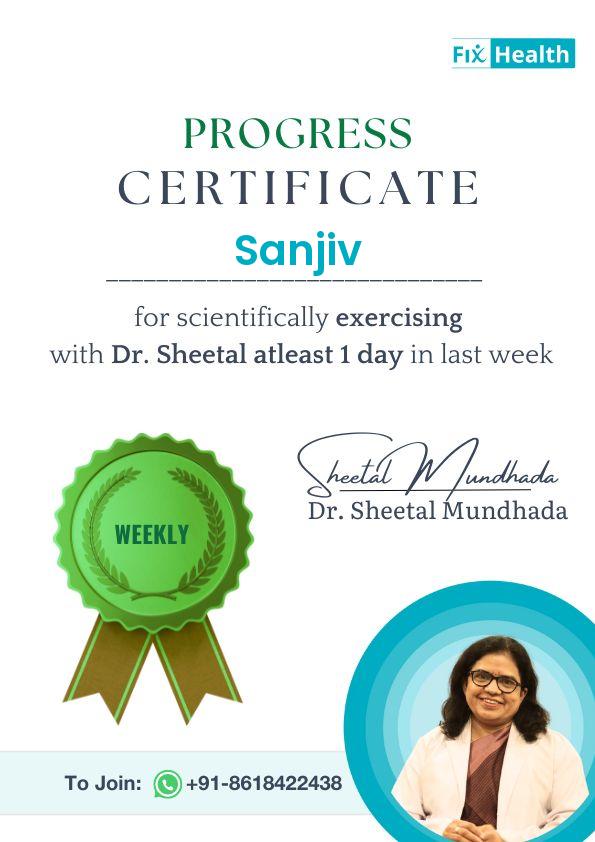 Fix Health
PROGRESS
CERTIFICATE
Sanjiv
for scientifically exercising
with Dr. Sheetal atleast 1 day in last week
Sheetal Mundhada
Dr. Sheetal Mundhada
WEEKLY
To Join: +91-8618422438